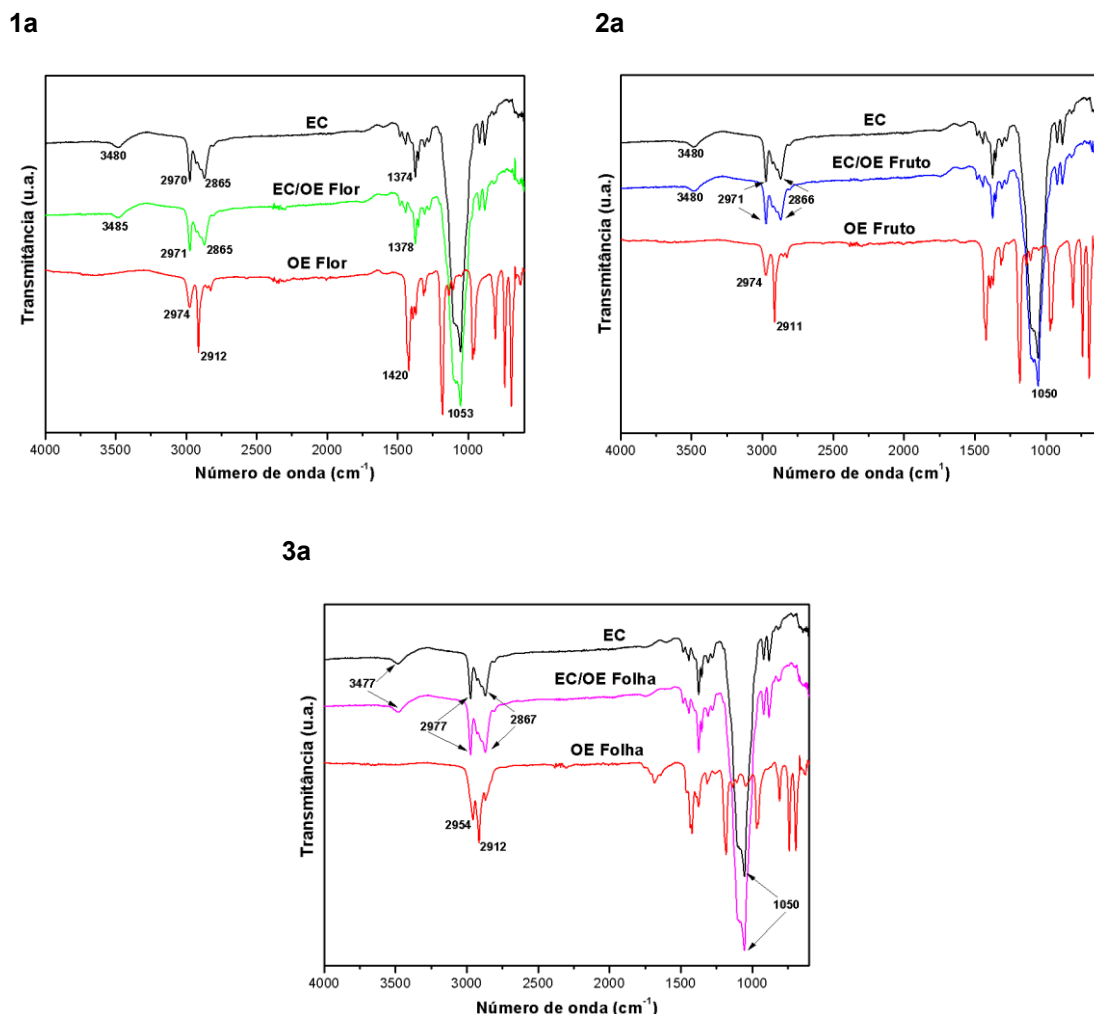 1a
Transmitância (u.a.)
EC
3480
2970
2865
1374
EC/OE Flor
3485
2971
2865
1378
OE Flor
2974
2912
1420
1053
4000 3500 3000 2500 2000 1500 1000
Número de onda (cm⁻¹)
2a
Transmitância (u.a.)
EC
3480
EC/OE Fruto
3480
2971
2866
OE Fruto
2974
2911
1050
4000 3500 3000 2500 2000 1500 1000
Número de onda (cm¹)
3a
Transmitância (u.a.)
EC
3477
EC/OE Folha
2977
2867
OE Folha
2954
2912
1050
4000 3500 3000 2500 2000 1500 1000
Número de onda (cm⁻¹)